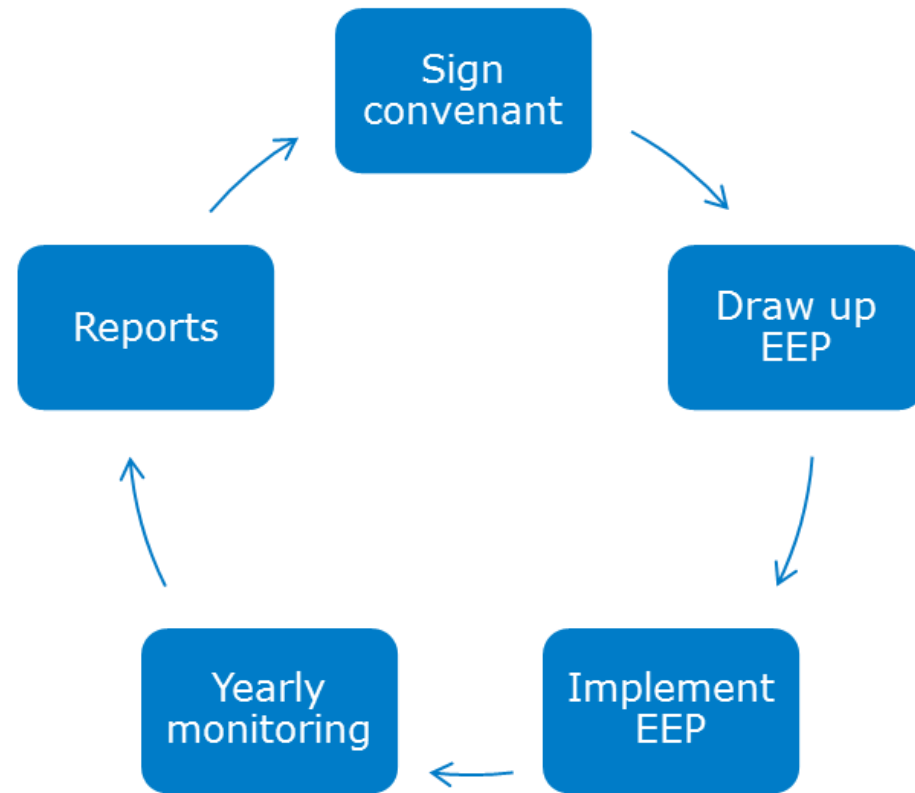 Sign
convenant
Draw up
EEP
Implement
EEP
Yearly
monitoring
Reports